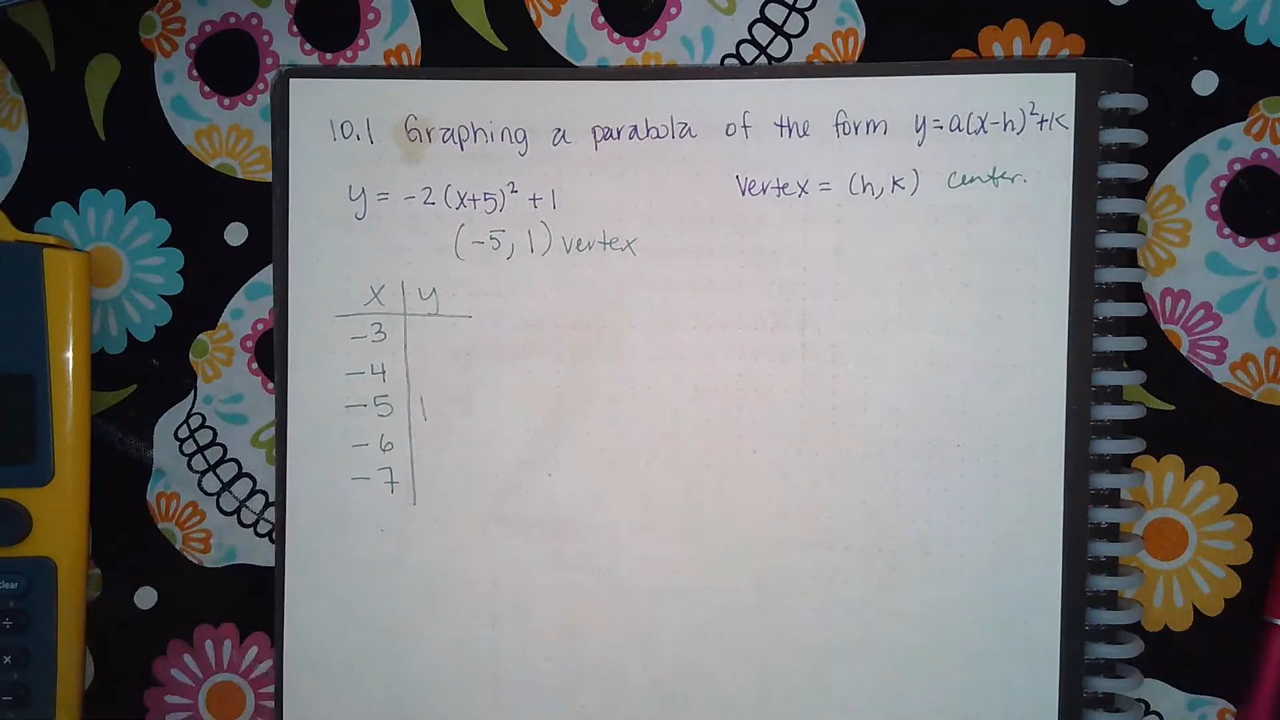 10.1 Graphing a parabola of the form y=a(x-h)²+k
y = -2(x+5)² +1
vertex = (h,k) center.
(-5, 1) vertex
x y
-3
-4
-5 1
-6
-7
clear
÷
×
−